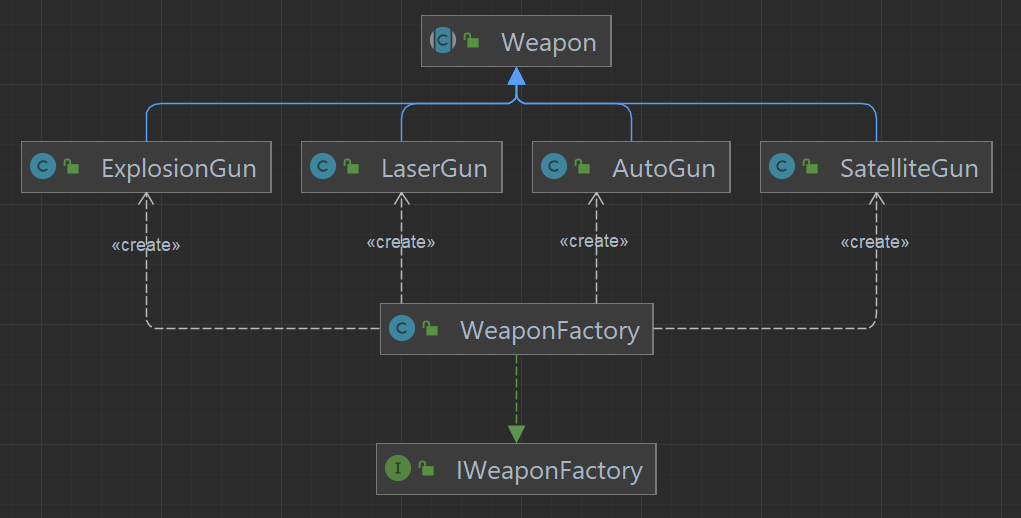 C Weapon
C ExplosionGun
C LaserGun
C AutoGun
C SatelliteGun
«create»
«create»
«create»
«create»
C WeaponFactory
I IWeaponFactory